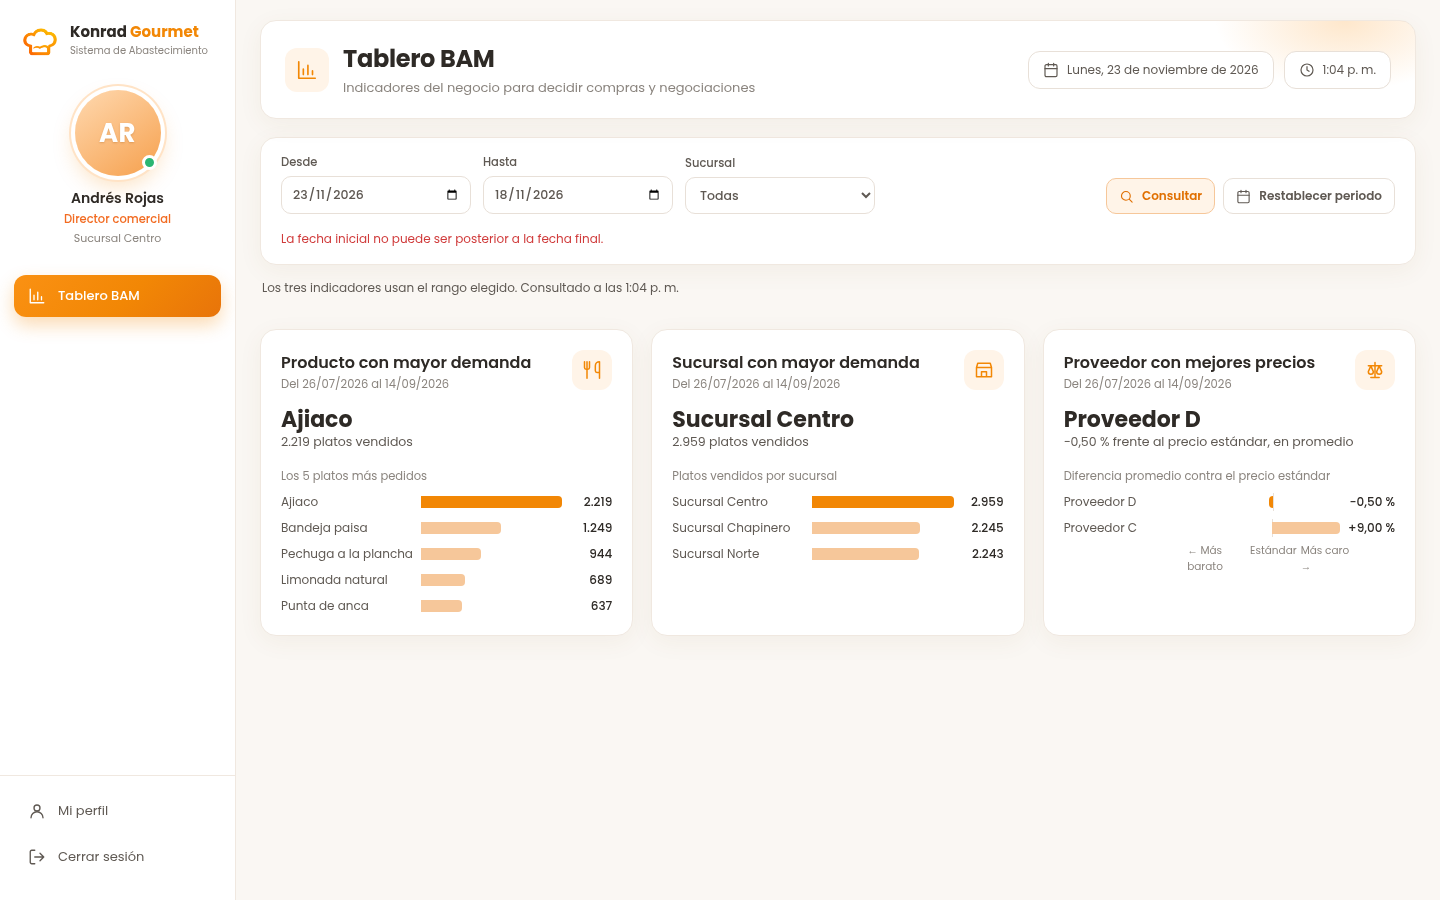 Konrad Gourmet
Sistema de Abastecimiento
AR
Andrés Rojas
Director comercial
Sucursal Centro
Tablero BAM
Mi perfil
Cerrar sesión
Tablero BAM
Indicadores del negocio para decidir compras y negociaciones
Lunes, 23 de noviembre de 2026
1:04 p. m.
Desde
23/11/2026
Hasta
18/11/2026
Sucursal
Todas
Consultar
Restablecer periodo
La fecha inicial no puede ser posterior a la fecha final.
Los tres indicadores usan el rango elegido. Consultado a las 1:04 p. m.
Producto con mayor demanda
Del 26/07/2026 al 14/09/2026
Ajiaco
2.219 platos vendidos
Los 5 platos más pedidos
Ajiaco 2.219
Bandeja paisa 1.249
Pechuga a la plancha 944
Limonada natural 689
Punta de anca 637
Sucursal con mayor demanda
Del 26/07/2026 al 14/09/2026
Sucursal Centro
2.959 platos vendidos
Platos vendidos por sucursal
Sucursal Centro 2.959
Sucursal Chapinero 2.245
Sucursal Norte 2.243
Proveedor con mejores precios
Del 26/07/2026 al 14/09/2026
Proveedor D
−0,50 % frente al precio estándar, en promedio
Diferencia promedio contra el precio estándar
Proveedor D −0,50 %
Proveedor C +9,00 %
← Más barato
Estándar
Más caro →